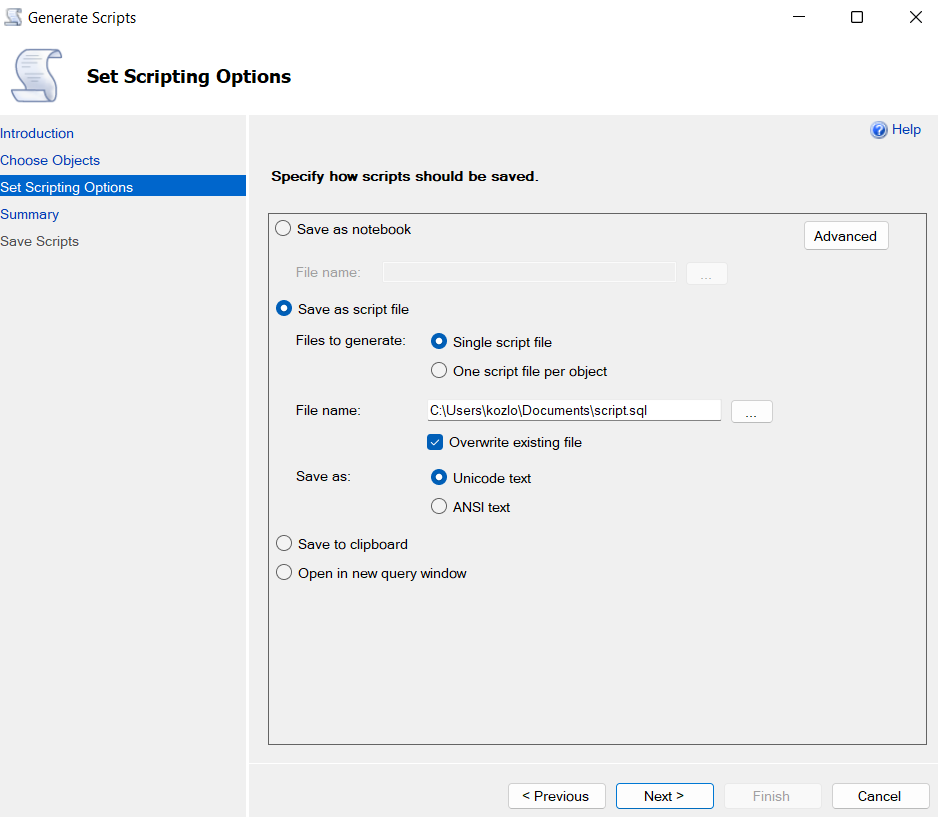 Generate Scripts
Set Scripting Options
Introduction
Choose Objects
Set Scripting Options
Summary
Save Scripts
Help
Specify how scripts should be saved.
Save as notebook
Advanced
File name:
...
Save as script file
Files to generate:
Single script file
One script file per object
File name:
C:\Users\kozlo\Documents\script.sql
...
Overwrite existing file
Save as:
Unicode text
ANSI text
Save to clipboard
Open in new query window
< Previous
Next >
Finish
Cancel